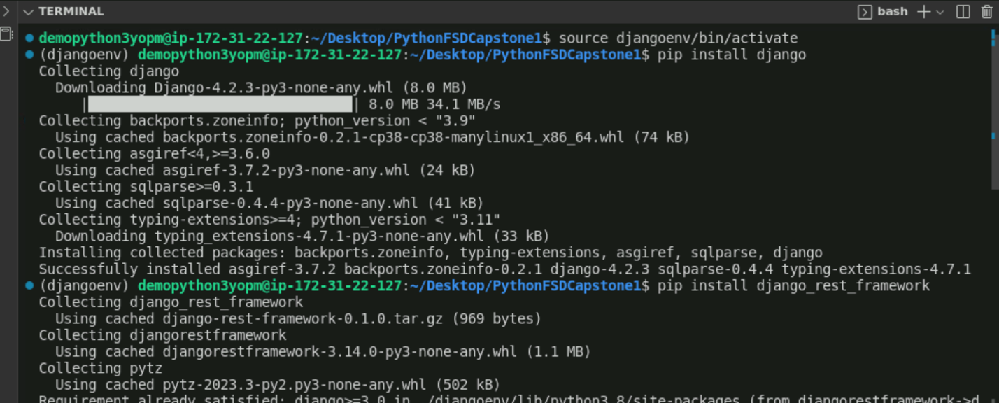 TERMINAL
bash
demopython3yopm@ip-172-31-22-127:~/Desktop/PythonFSDCapstone1$ source djangoenv/bin/activate
(djangoenv) demopython3yopm@ip-172-31-22-127:~/Desktop/PythonFSDCapstone1$ pip install django
Collecting django
  Downloading Django-4.2.3-py3-none-any.whl (8.0 MB)
     |                                | 8.0 MB 34.1 MB/s
Collecting backports.zoneinfo; python_version < "3.9"
  Using cached backports.zoneinfo-0.2.1-cp38-cp38-manylinux1_x86_64.whl (74 kB)
Collecting asgiref<4,>=3.6.0
  Using cached asgiref-3.7.2-py3-none-any.whl (24 kB)
Collecting sqlparse>=0.3.1
  Using cached sqlparse-0.4.4-py3-none-any.whl (41 kB)
Collecting typing-extensions>=4; python_version < "3.11"
  Downloading typing_extensions-4.7.1-py3-none-any.whl (33 kB)
Installing collected packages: backports.zoneinfo, typing-extensions, asgiref, sqlparse, django
Successfully installed asgiref-3.7.2 backports.zoneinfo-0.2.1 django-4.2.3 sqlparse-0.4.4 typing-extensions-4.7.1
(djangoenv) demopython3yopm@ip-172-31-22-127:~/Desktop/PythonFSDCapstone1$ pip install django_rest_framework
Collecting django_rest_framework
  Using cached django-rest-framework-0.1.0.tar.gz (969 bytes)
Collecting djangorestframework
  Using cached djangorestframework-3.14.0-py3-none-any.whl (1.1 MB)
Collecting pytz
  Using cached pytz-2023.3-py2.py3-none-any.whl (502 kB)
Requirement already satisfied: django>=3.0 in ./djangoenv/lib/python3.8/site-packages (from djangorestframework->d